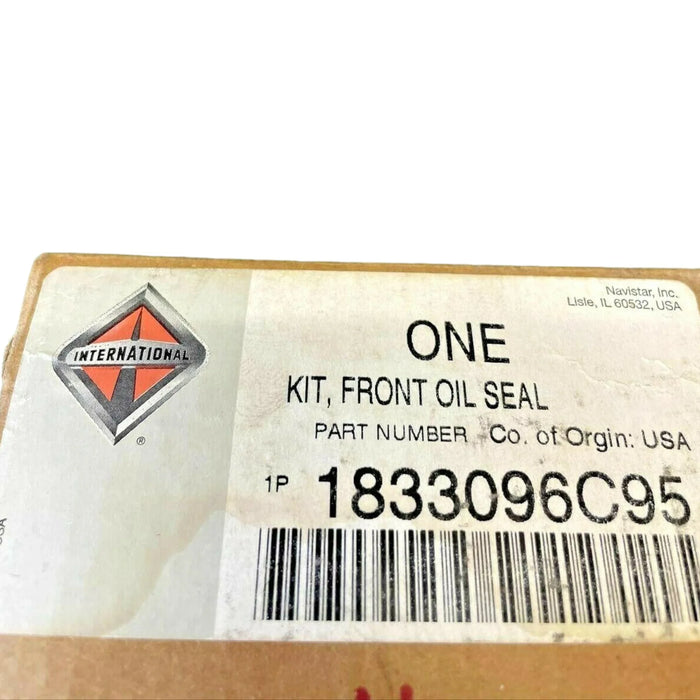 Navistar, Inc.
Lisle, IL 60532, USA
INTERNATIONAL
®
ONE
KIT, FRONT OIL SEAL
PART NUMBER Co. of Orgin: USA
1P 1833096C95